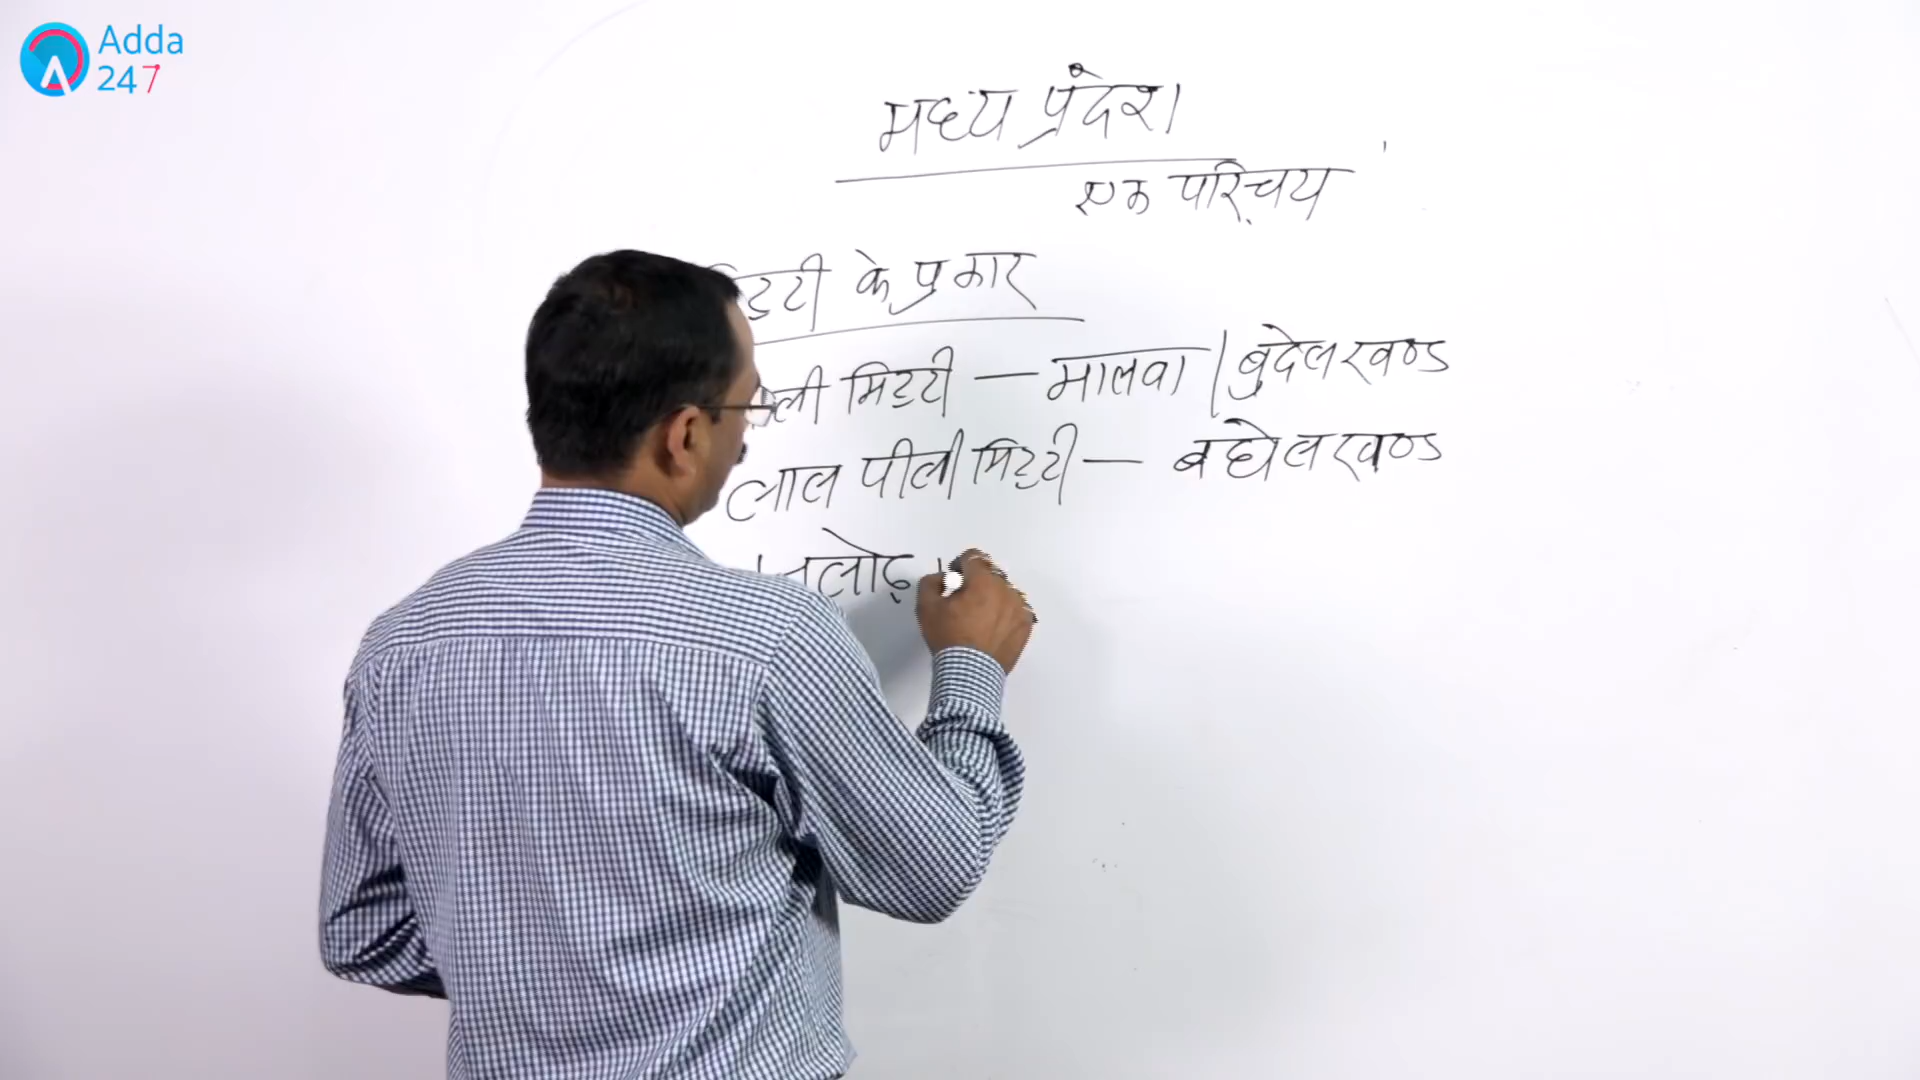 Adda
247
मध्य प्रदेश
एक परिचय
के प्रकार
मिट्टी — मालवा / बुदेलखण्ड
लाल पीली मिट्टी — बघेलखण्ड